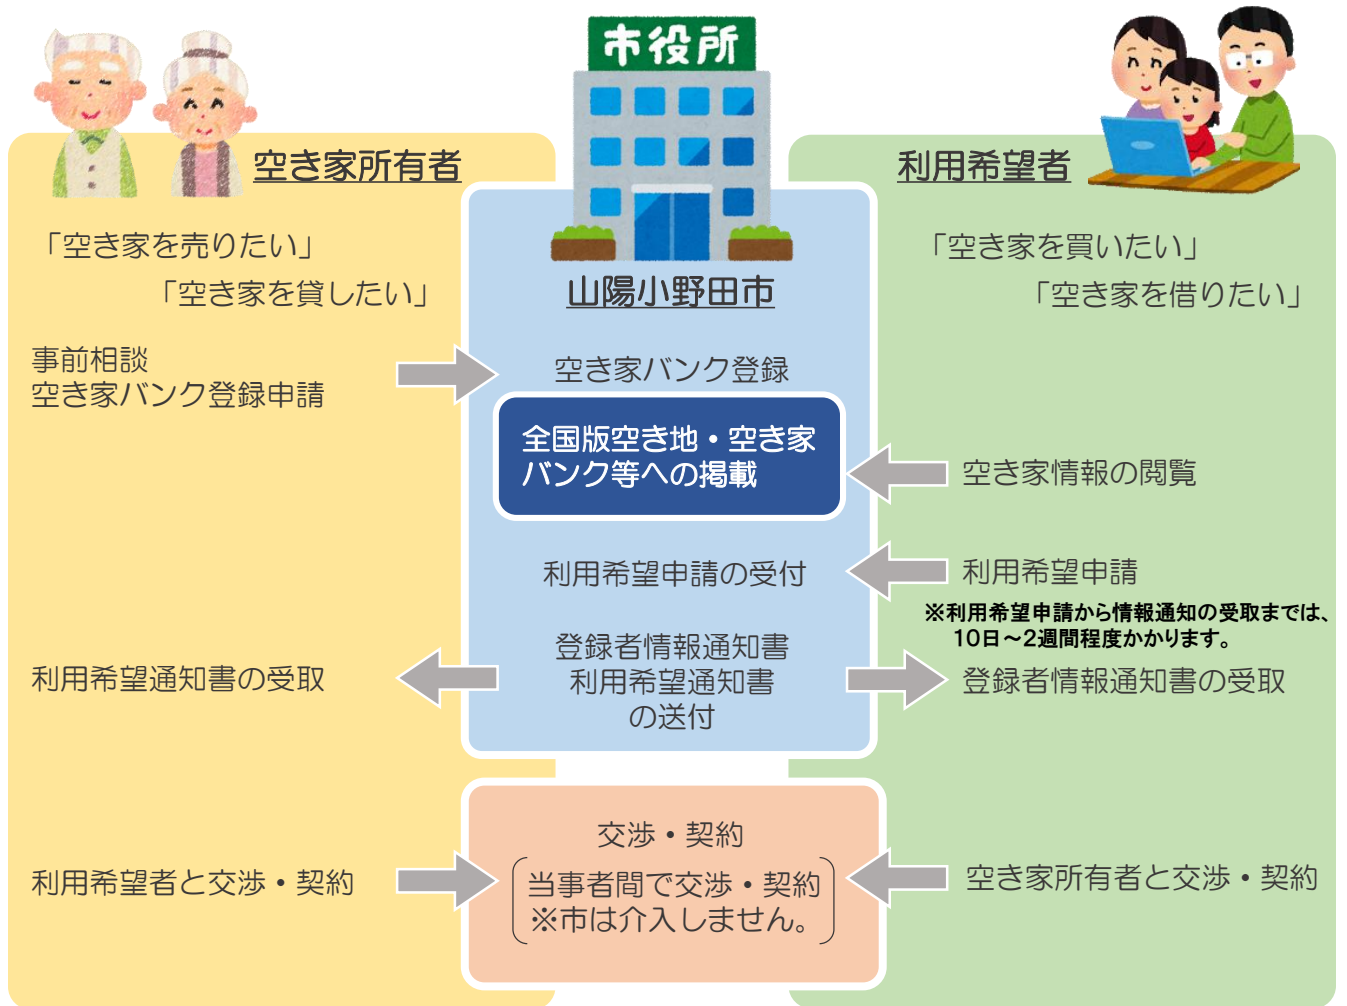 市役所
空き家所有者
「空き家を売りたい」
「空き家を貸したい」
山陽小野田市
利用希望者
「空き家を買いたい」
「空き家を借りたい」
事前相談
空き家バンク登録申請
空き家バンク登録
全国版空き地・空き家
バンク等への掲載
空き家情報の閲覧
利用希望申請の受付
利用希望申請
※利用希望申請から情報通知の受取までは、
10日～2週間程度かかります。
利用希望通知書の受取
登録者情報通知書
利用希望通知書
の送付
登録者情報通知書の受取
利用希望者と交渉・契約
交渉・契約
当事者間で交渉・契約
※市は介入しません。
空き家所有者と交渉・契約